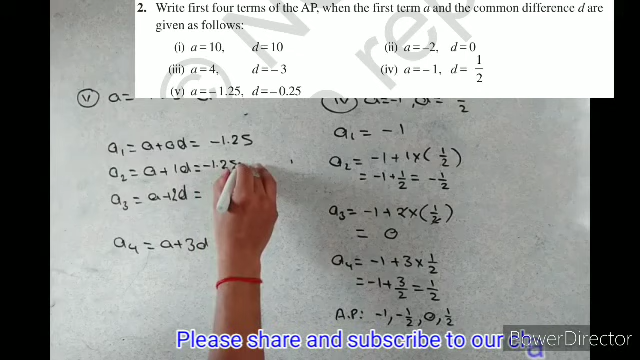 2. Write first four terms of the AP, when the first term a and the common difference d are
given as follows:
(i) a = 10, d = 10
(ii) a = –2, d = 0
(iii) a = 4, d = – 3
(iv) a = – 1, d = 1/2
(v) a = – 1.25, d = – 0.25
(v) a =
a₁ = a+0d = -1.25
a₂ = a + 1d = -1.25
a₃ = a+2d =
a₄ = a+3d
(iv) a=-1, d= 1/2
a₁ = -1
a₂ = -1+1×(1/2)
= -1+1/2 = -1/2
a₃ = -1+2×(1/2)
= 0
a₄ = -1+3×1/2
= -1+3/2 = 1/2
A.P: -1, -1/2, 0, 1/2
Please share and subscribe to our cha
PowerDirector